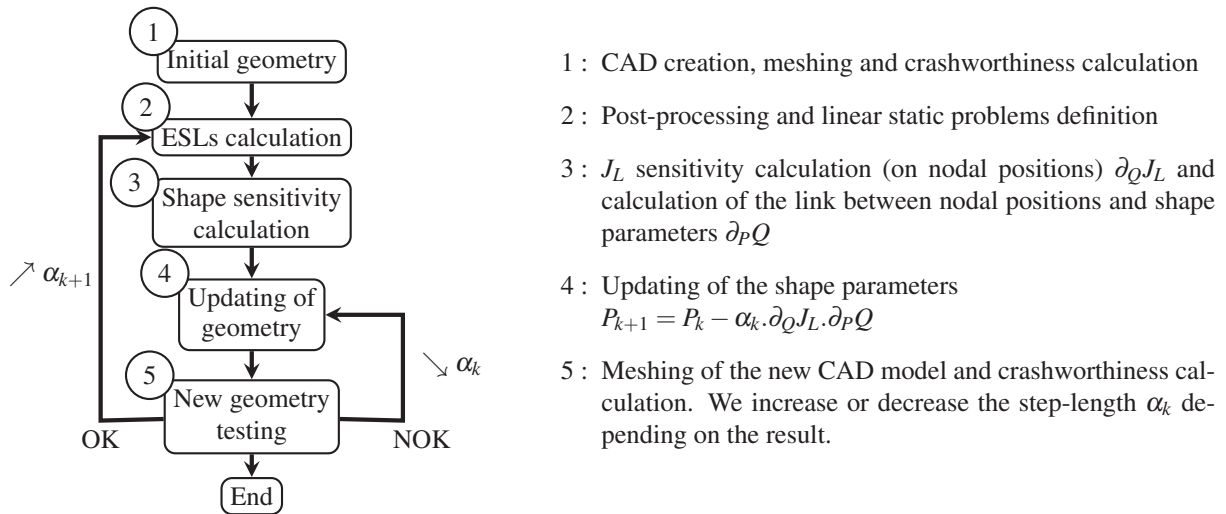 1
Initial geometry
2
ESLs calculation
3
Shape sensitivity
calculation
4
Updating of
geometry
5
New geometry
testing
End
↗ α_{k+1}
OK
↘ α_k
NOK
1 : CAD creation, meshing and crashworthiness calculation
2 : Post-processing and linear static problems definition
3 : J_L sensitivity calculation (on nodal positions) ∂_Q J_L and
calculation of the link between nodal positions and shape
parameters ∂_P Q
4 : Updating of the shape parameters
P_{k+1} = P_k − α_k.∂_Q J_L.∂_P Q
5 : Meshing of the new CAD model and crashworthiness cal-
culation. We increase or decrease the step-length α_k de-
pending on the result.